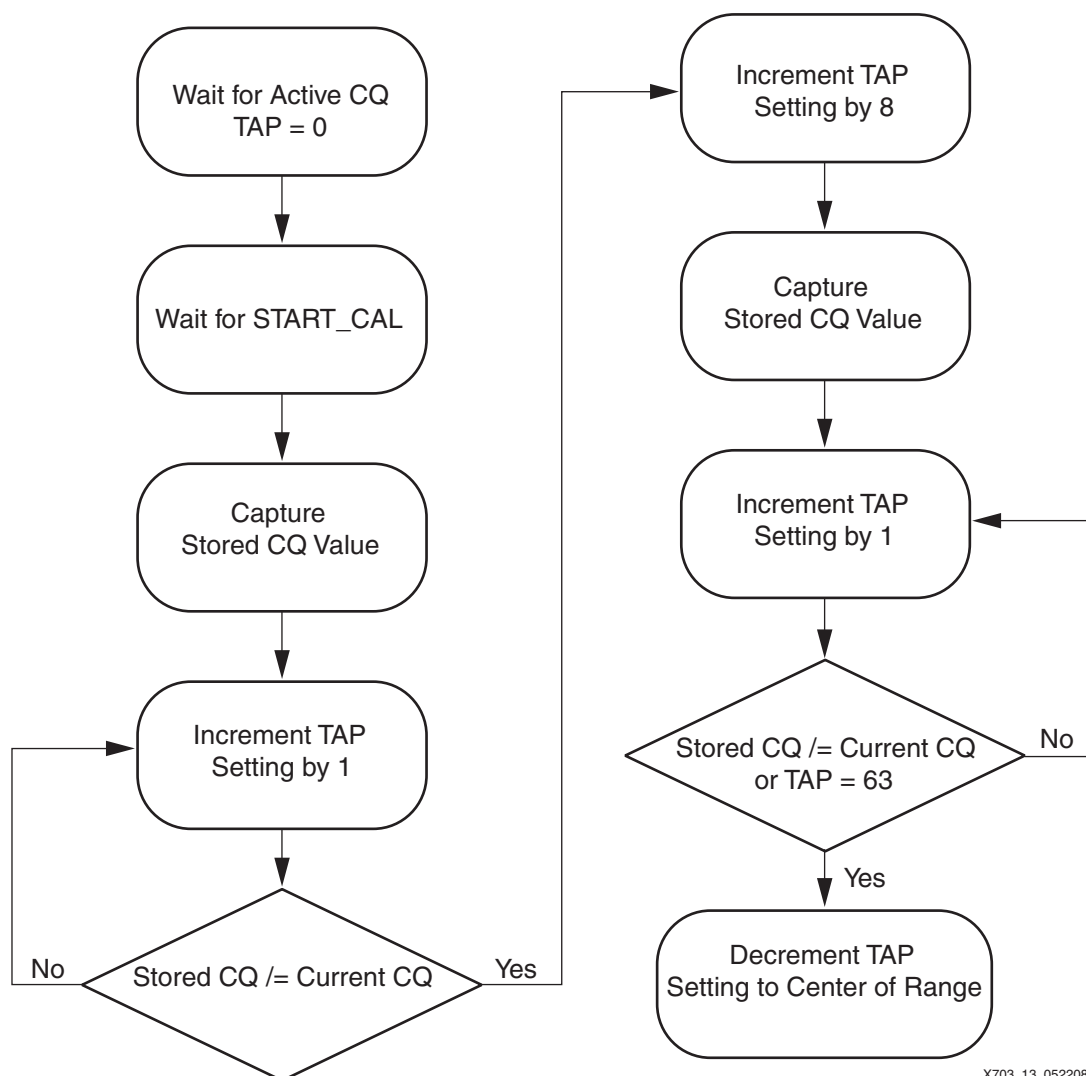 Wait for Active CQ
TAP = 0
Wait for START_CAL
Capture
Stored CQ Value
Increment TAP
Setting by 1
Stored CQ /= Current CQ
No
Yes
Increment TAP
Setting by 8
Capture
Stored CQ Value
Increment TAP
Setting by 1
Stored CQ /= Current CQ
or TAP = 63
No
Yes
Decrement TAP
Setting to Center of Range
X703_13_052208